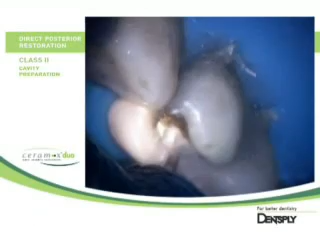 DIRECT POSTERIOR
RESTORATION
CLASS II
CAVITY
PREPARATION
ceram•x duo
For better dentistry
DENTSPLY